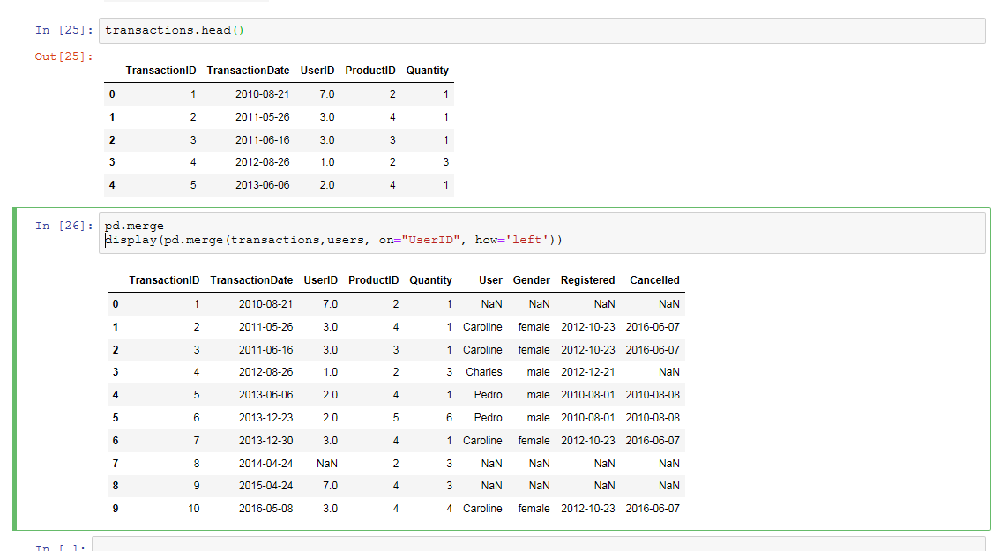 In [25]: transactions.head()
Out[25]:
TransactionID TransactionDate UserID ProductID Quantity
0 1 2010-08-21 7.0 2 1
1 2 2011-05-26 3.0 4 1
2 3 2011-06-16 3.0 3 1
3 4 2012-08-26 1.0 2 3
4 5 2013-06-06 2.0 4 1
In [26]: pd.merge
display(pd.merge(transactions,users, on="UserID", how='left'))
TransactionID TransactionDate UserID ProductID Quantity User Gender Registered Cancelled
0 1 2010-08-21 7.0 2 1 NaN NaN NaN NaN
1 2 2011-05-26 3.0 4 1 Caroline female 2012-10-23 2016-06-07
2 3 2011-06-16 3.0 3 1 Caroline female 2012-10-23 2016-06-07
3 4 2012-08-26 1.0 2 3 Charles male 2012-12-21 NaN
4 5 2013-06-06 2.0 4 1 Pedro male 2010-08-01 2010-08-08
5 6 2013-12-23 2.0 5 6 Pedro male 2010-08-01 2010-08-08
6 7 2013-12-30 3.0 4 1 Caroline female 2012-10-23 2016-06-07
7 8 2014-04-24 NaN 2 3 NaN NaN NaN NaN
8 9 2015-04-24 7.0 4 3 NaN NaN NaN NaN
9 10 2016-05-08 3.0 4 4 Caroline female 2012-10-23 2016-06-07
In [ ]: